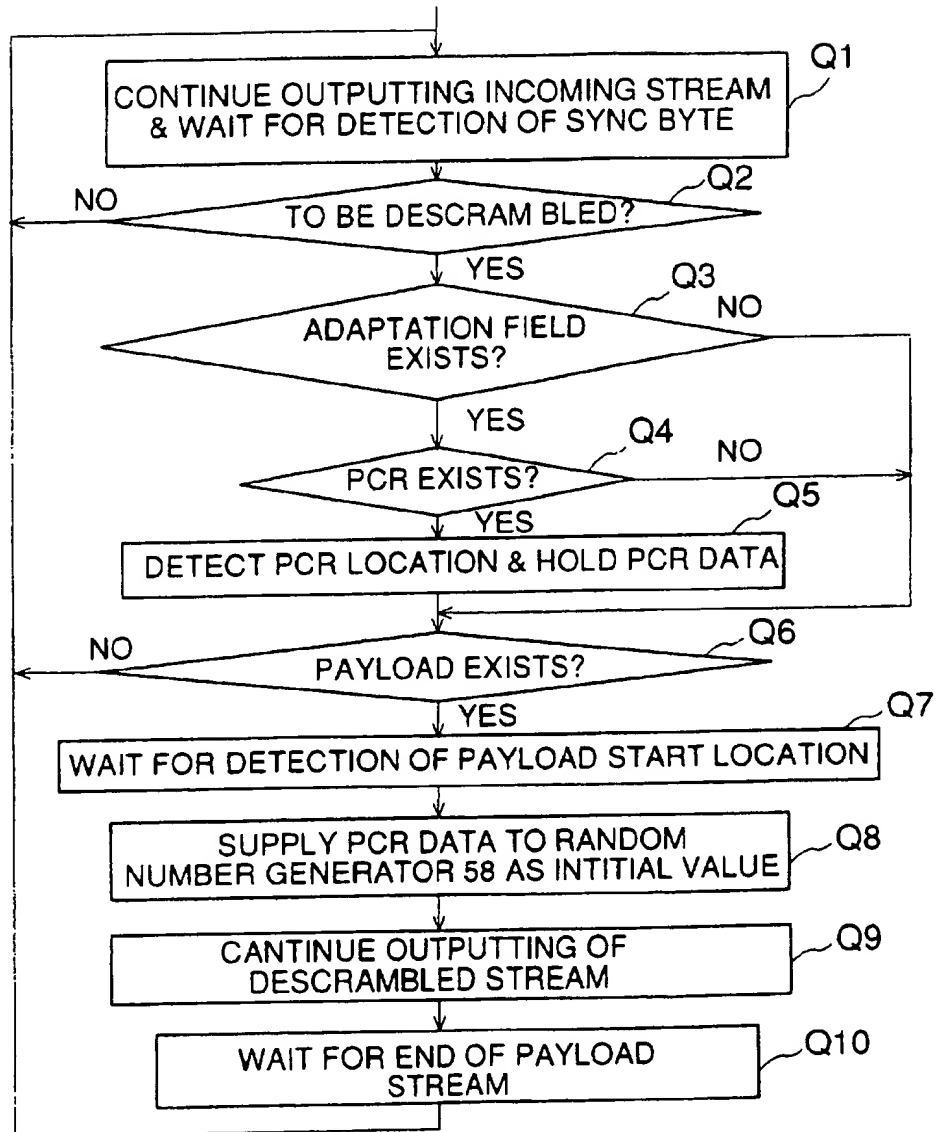 Q1
CONTINUE OUTPUTTING INCOMING STREAM
& WAIT FOR DETECTION OF SYNC BYTE
Q2
NO
TO BE DESCRAM BLED?
YES
Q3
NO
ADAPTATION FIELD
EXISTS?
YES
Q4
NO
PCR EXISTS?
YES
Q5
DETECT PCR LOCATION & HOLD PCR DATA
NO
Q6
PAYLOAD EXISTS?
YES
Q7
WAIT FOR DETECTION OF PAYLOAD START LOCATION
SUPPLY PCR DATA TO RANDOM
NUMBER GENERATOR 58 AS INTITIAL VALUE
Q8
CANTINUE OUTPUTTING OF
DESCRAMBLED STREAM
Q9
WAIT FOR END OF PAYLOAD
STREAM
Q10